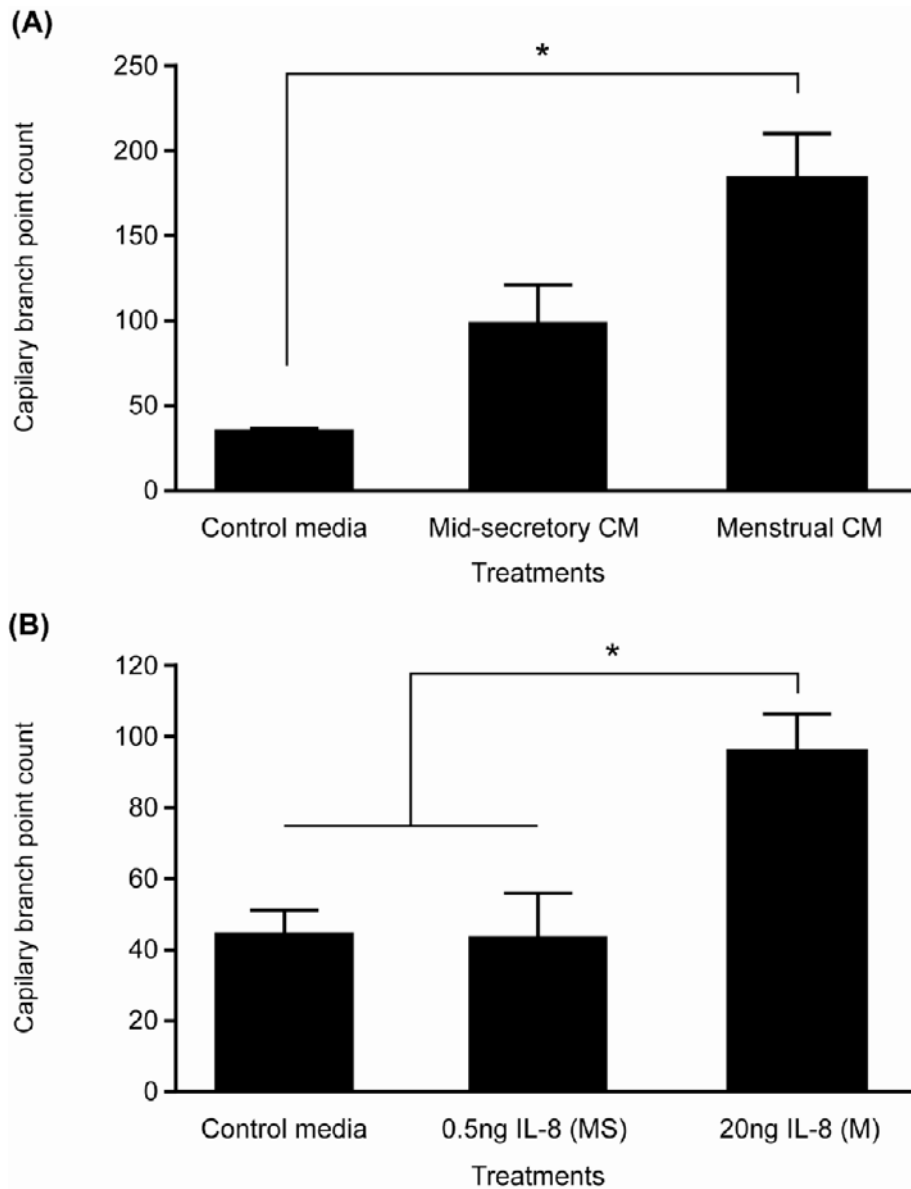 (A)
*
250
200
150
100
50
0
Capilary branch point count
Control media Mid-secretory CM Menstrual CM
Treatments
(B)
*
120
100
80
60
40
20
0
Capilary branch point count
Control media 0.5ng IL-8 (MS) 20ng IL-8 (M)
Treatments